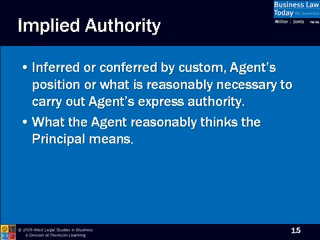 Business Law
Today
Implied Authority
• Inferred or conferred by custom, Agent's
position or what is reasonably necessary to
carry out Agent's express authority.
• What the Agent reasonably thinks the
Principal means.
© 2005 West Legal Studies in Business
A Division of Thomson Learning
15